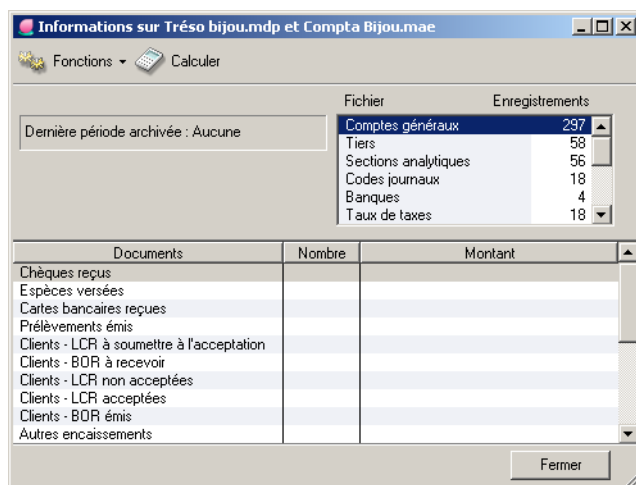 Informations sur Tréso bijou.mdp et Compta Bijou.mae
Fonctions Calculer
Fichier Enregistrements
Dernière période archivée : Aucune
Comptes généraux 297
Tiers 58
Sections analytiques 56
Codes journaux 18
Banques 4
Taux de taxes 18
Documents Nombre Montant
Chèques reçus
Espèces versées
Cartes bancaires reçues
Prélèvements émis
Clients - LCR à soumettre à l'acceptation
Clients - BOR à recevoir
Clients - LCR non acceptées
Clients - LCR acceptées
Clients - BOR émis
Autres encaissements
Fermer